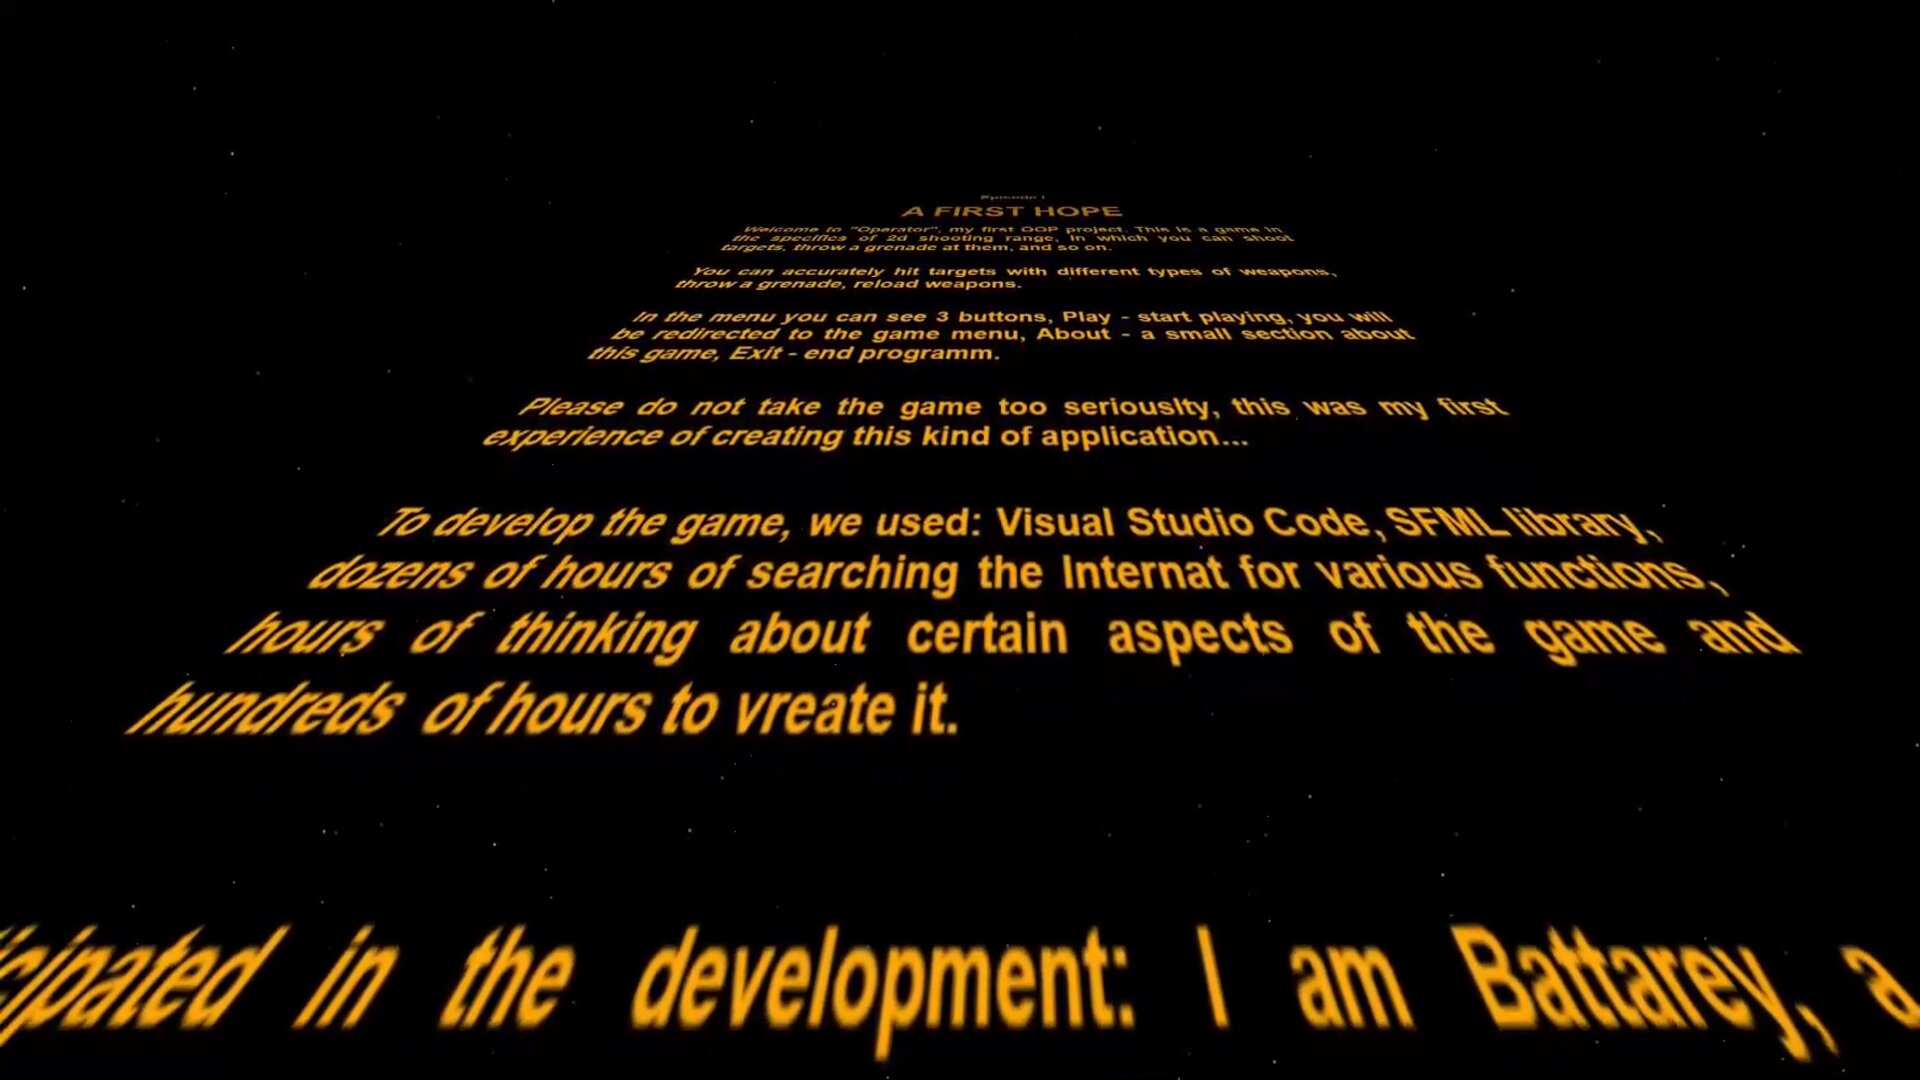 Episode I
A FIRST HOPE
Welcome to "Operator", my first OOP project. This is a game in
the specifics of 2d shooting range, in which you can shoot
targets, throw a grenade at them, and so on.
You can accurately hit targets with different types of weapons,
throw a grenade, reload weapons.
In the menu you can see 3 buttons, Play - start playing, you will
be redirected to the game menu, About - a small section about
this game, Exit - end programm.
Please do not take the game too seriouslty, this was my first
experience of creating this kind of application...
To develop the game, we used: Visual Studio Code, SFML library,
dozens of hours of searching the Internat for various functions,
hours of thinking about certain aspects of the game and
hundreds of hours to vreate it.
icipated in the development: I am Battarey, a